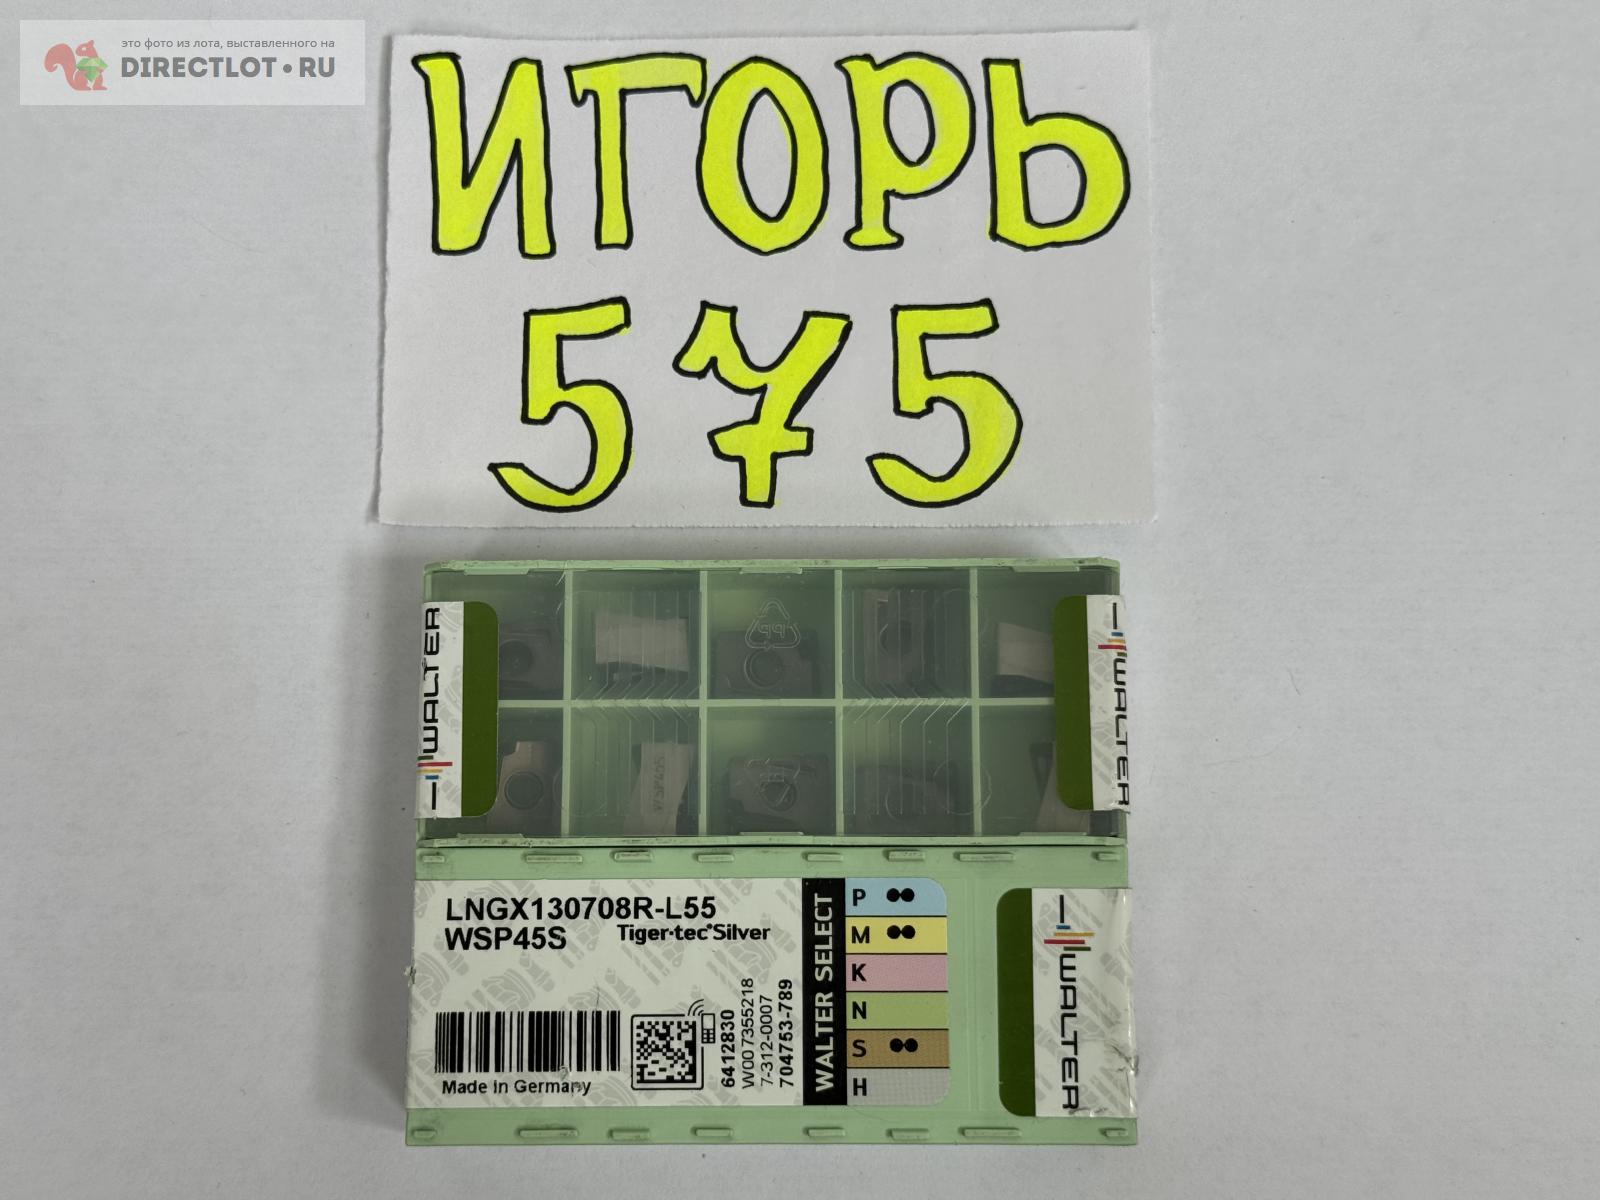 это фото из лота, выставленного на
DIRECTLOT•RU
ИГОРЬ
575
WALTER
WALTER
WSP45S
LNGX130708R-L55
WSP45S Tiger·tec®Silver
Made in Germany
6412830
W007355218
7-312-0007
704753-789
WALTER SELECT
P
M
K
N
S
H
WALTER